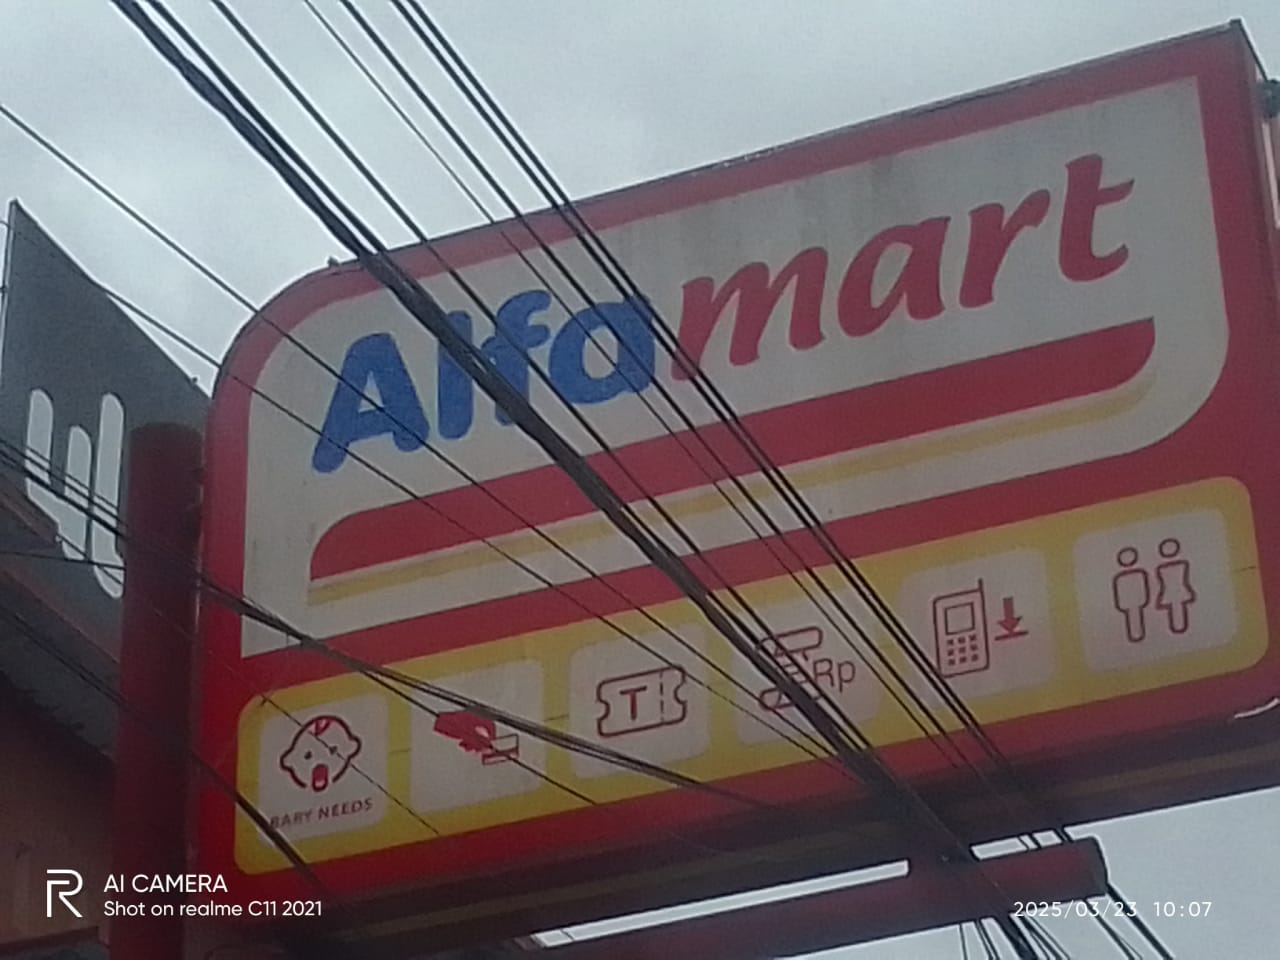 Alfamart
BABY NEEDS
T
Rp
AI CAMERA
Shot on realme C11 2021
2025/03/23 10:07